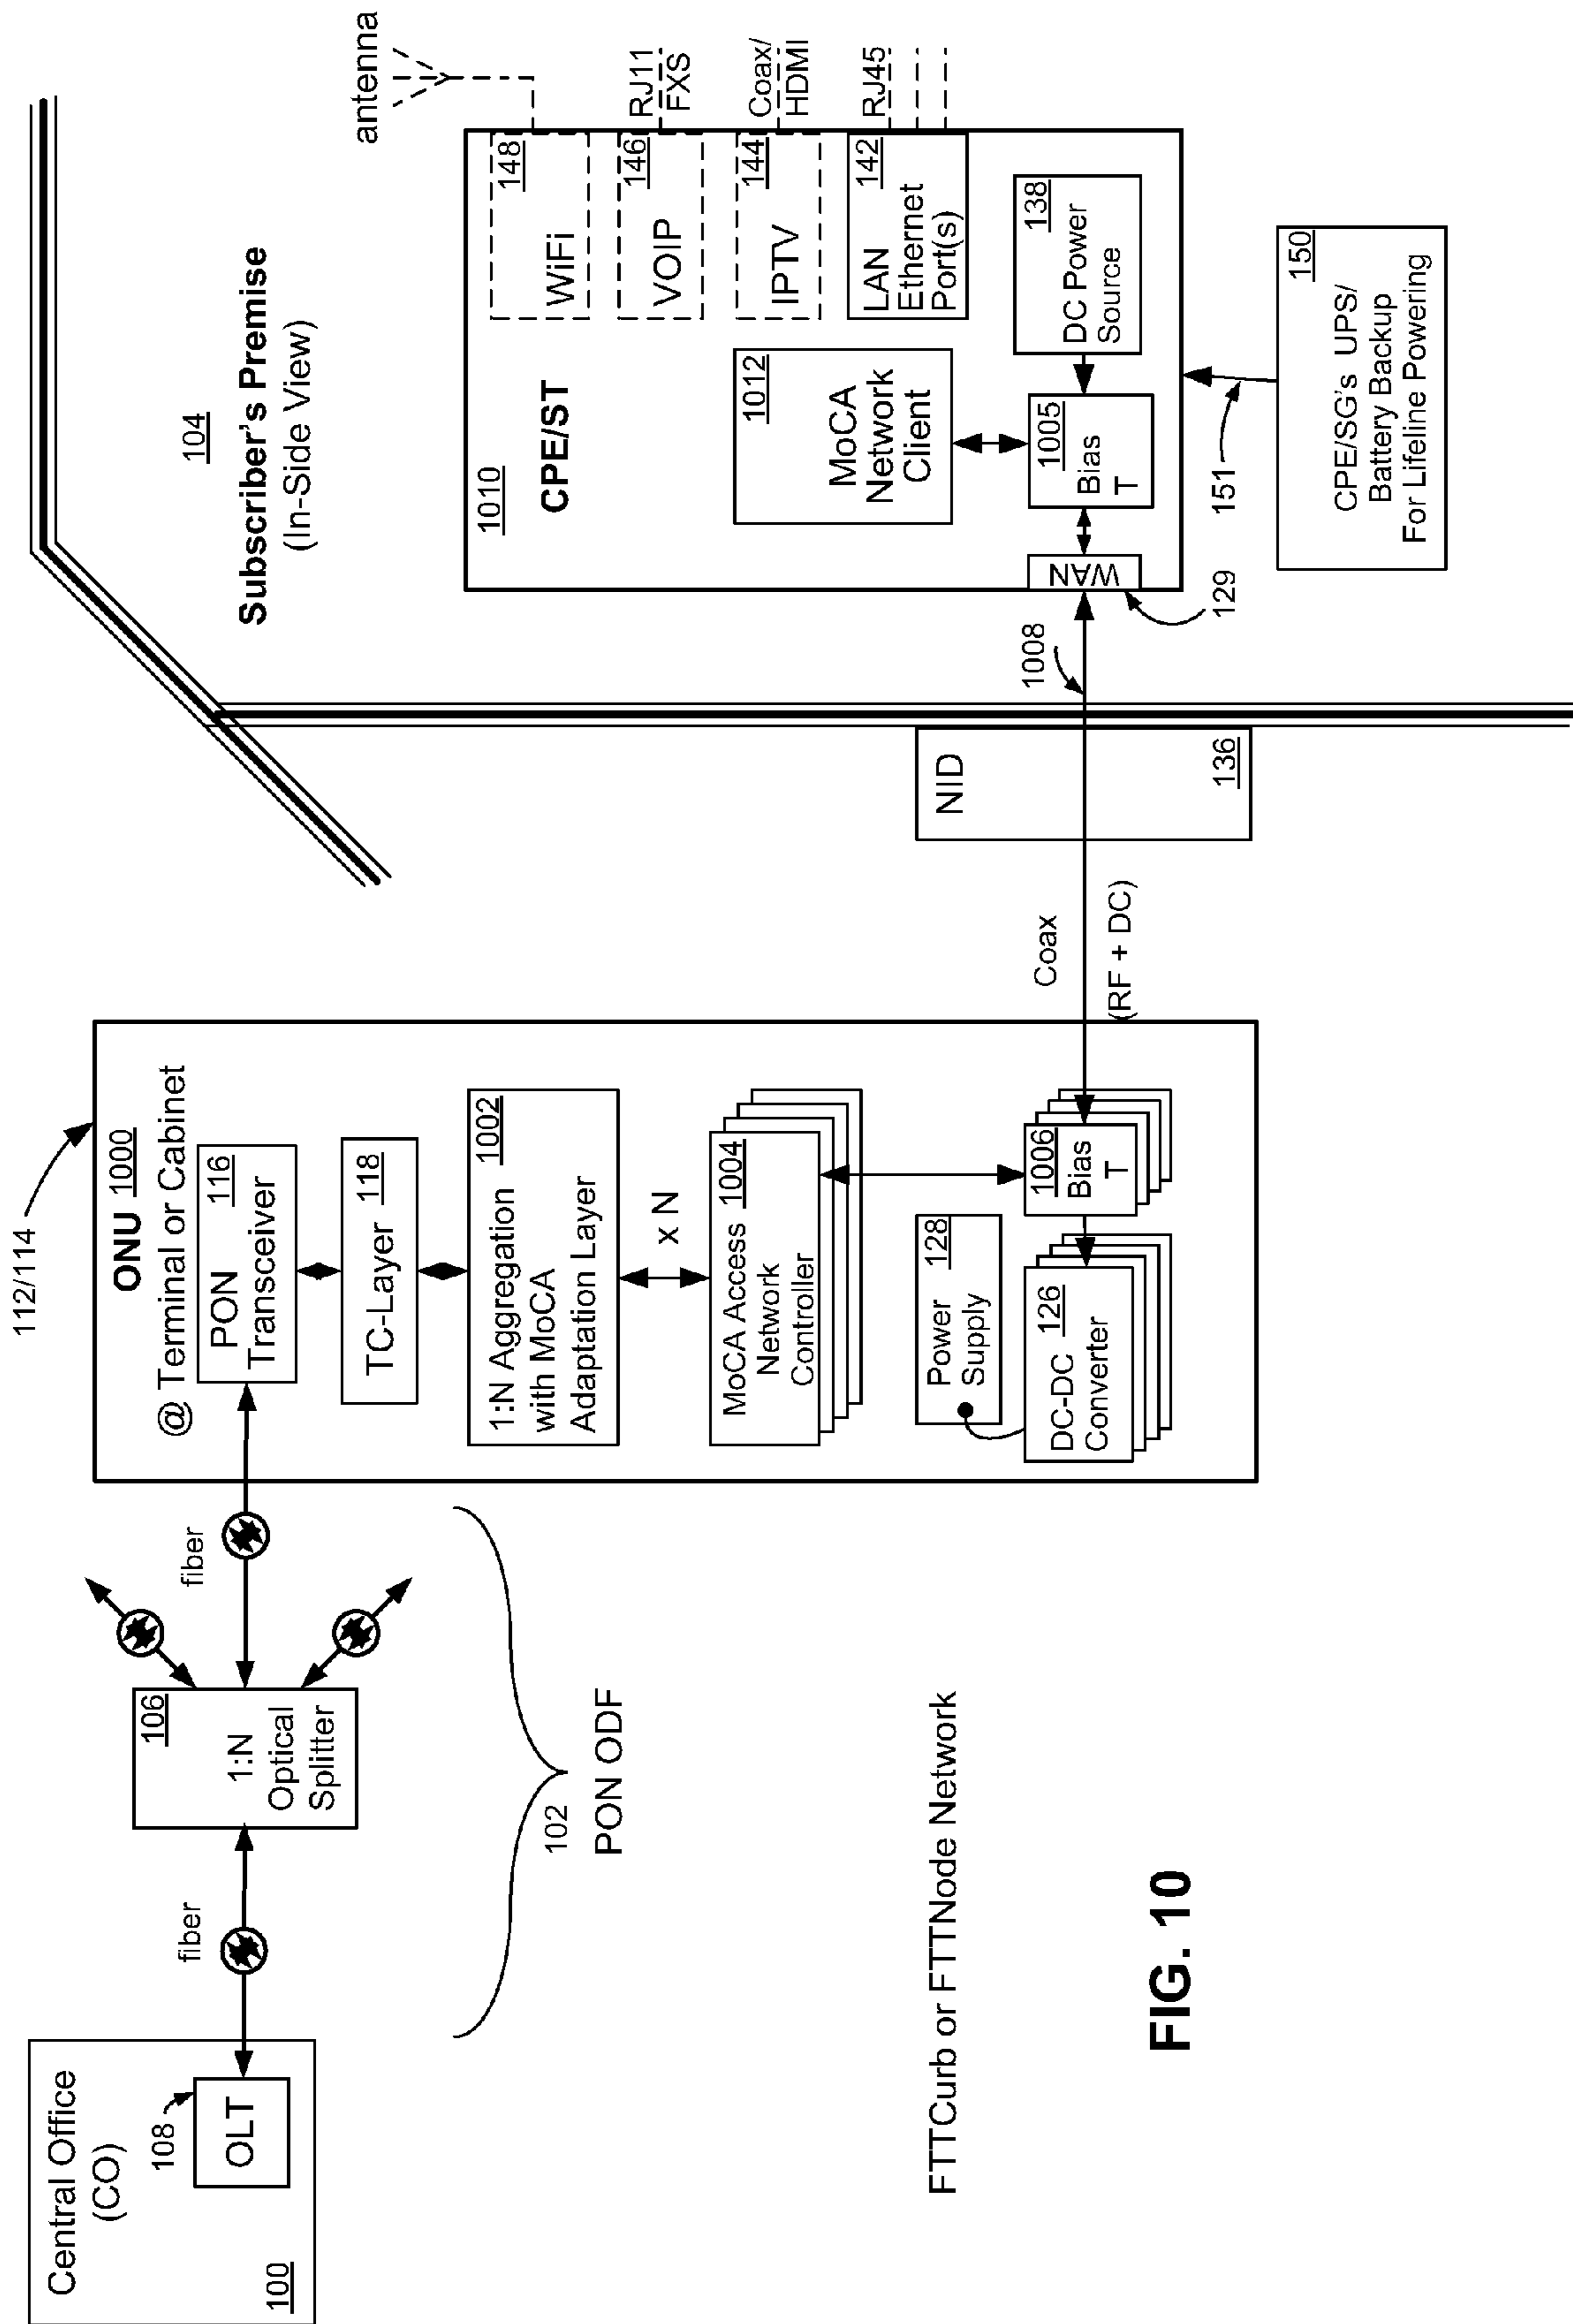 Central Office
(CO)
108
OLT
100
fiber
106
1:N
Optical
Splitter
fiber
102
PON ODF
112/114
ONU 1000
@ Terminal or Cabinet
PON 116
Transceiver
TC-Layer 118
1002
1:N Aggregation
with MoCA
Adaptation Layer
x N
MoCA Access 1004
Network
Controller
Power 128
Supply
1006
Bias
T
DC-DC 126
Converter
Coax
(RF + DC)
NID
136
1008
104
Subscriber's Premise
(In-Side View)
antenna
1010
CPE/ST
148
WiFi
RJ11
FXS
146
VOIP
Coax/
HDMI
144
IPTV
RJ45
142
LAN
Ethernet
Port(s)
1012
MoCA
Network
Client
138
DC Power
Source
1005
Bias
T
WAN
129
151
150
CPE/SG's UPS/
Battery Backup
For Lifeline Powering
FTTCurb or FTTNode Network
FIG. 10